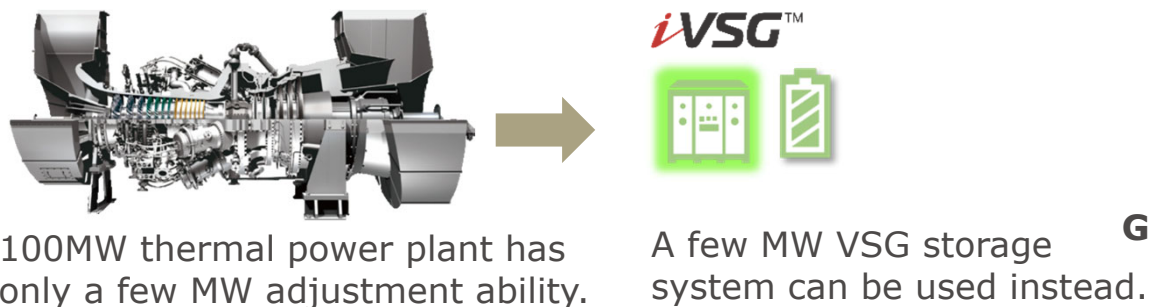 iVSG™
100MW thermal power plant has
only a few MW adjustment ability.
A few MW VSG storage
system can be used instead.
G